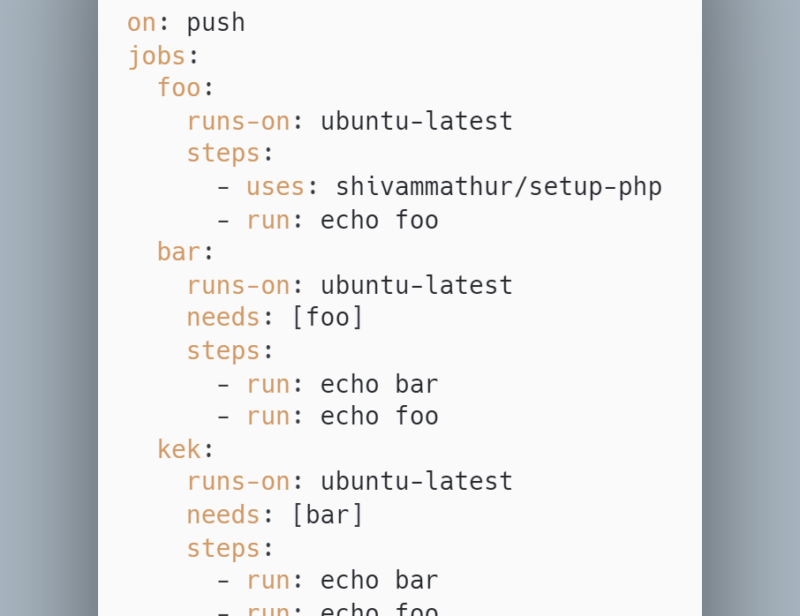 on: push
jobs:
  foo:
    runs-on: ubuntu-latest
    steps:
      - uses: shivammathur/setup-php
      - run: echo foo
  bar:
    runs-on: ubuntu-latest
    needs: [foo]
    steps:
      - run: echo bar
      - run: echo foo
  kek:
    runs-on: ubuntu-latest
    needs: [bar]
    steps:
      - run: echo bar
      - run: echo foo